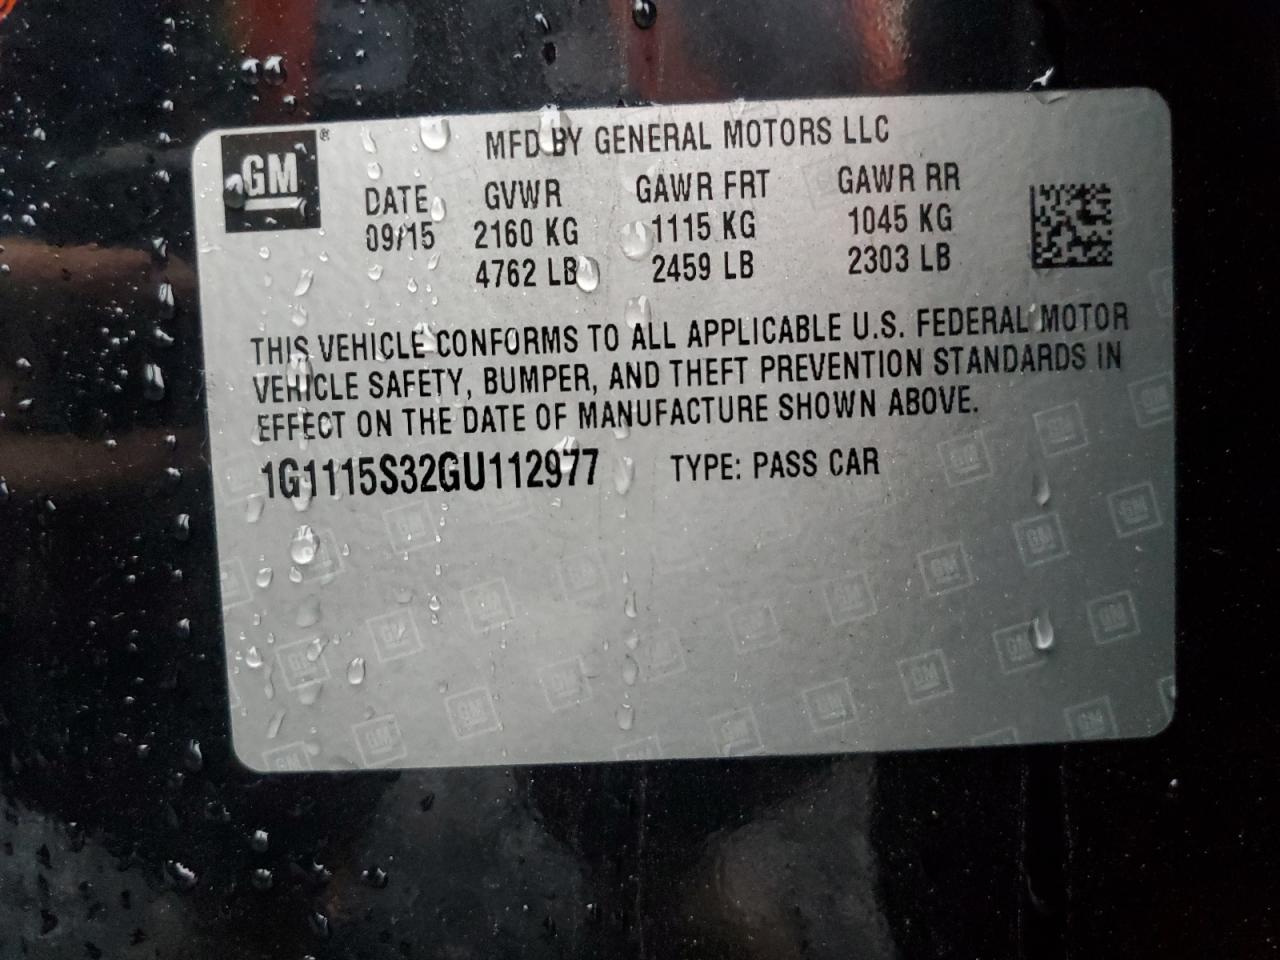 GM®
MFD BY GENERAL MOTORS LLC
DATE GVWR GAWR FRT GAWR RR
09/15 2160 KG 1115 KG 1045 KG
4762 LB 2459 LB 2303 LB
THIS VEHICLE CONFORMS TO ALL APPLICABLE U.S. FEDERAL MOTOR
VEHICLE SAFETY, BUMPER, AND THEFT PREVENTION STANDARDS IN
EFFECT ON THE DATE OF MANUFACTURE SHOWN ABOVE.
1G1115S32GU112977 TYPE: PASS CAR